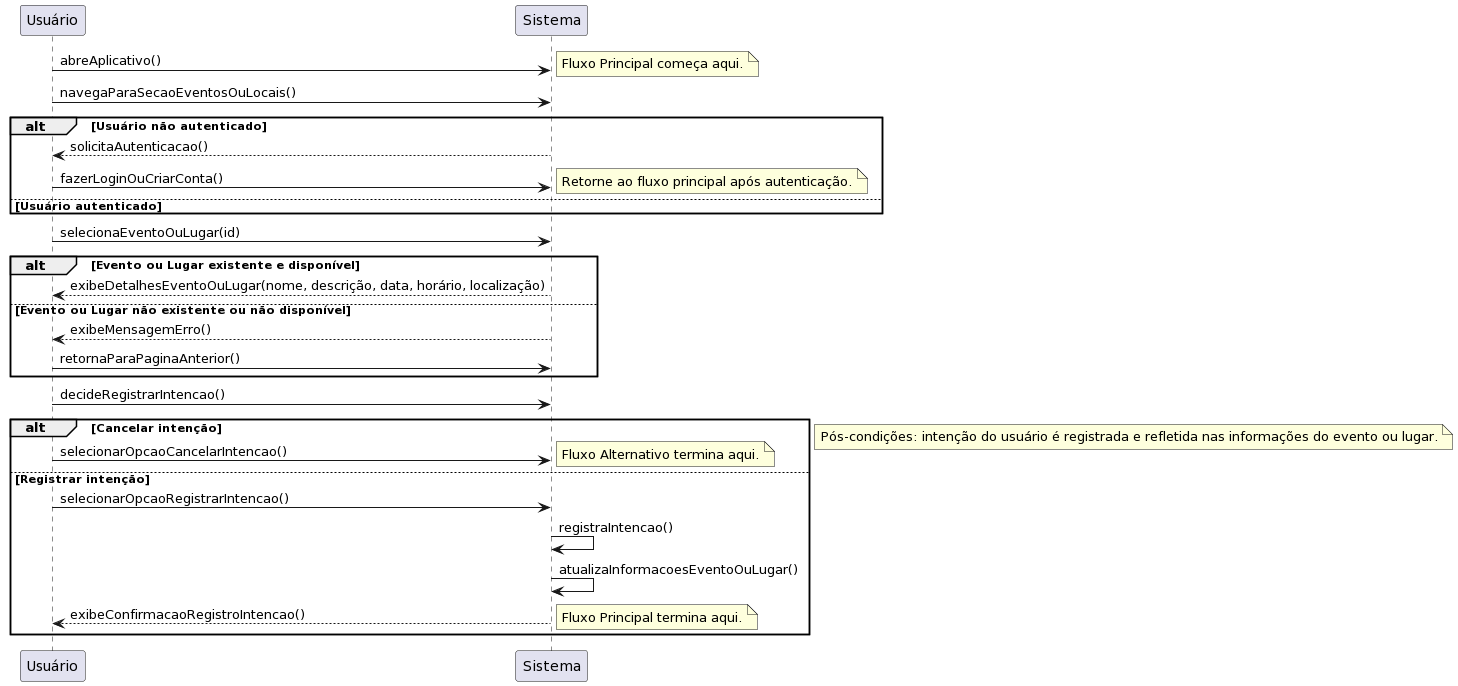 Usuário
Sistema
abreAplicativo()
Fluxo Principal começa aqui.
navegaParaSecaoEventosOuLocais()
alt
[Usuário não autenticado]
solicitaAutenticacao()
fazerLoginOuCriarConta()
Retorne ao fluxo principal após autenticação.
[Usuário autenticado]
selecionaEventoOuLugar(id)
alt
[Evento ou Lugar existente e disponível]
exibeDetalhesEventoOuLugar(nome, descrição, data, horário, localização)
[Evento ou Lugar não existente ou não disponível]
exibeMensagemErro()
retornaParaPaginaAnterior()
decideRegistrarIntencao()
alt
[Cancelar intenção]
Pós-condições: intenção do usuário é registrada e refletida nas informações do evento ou lugar.
selecionarOpcaoCancelarIntencao()
Fluxo Alternativo termina aqui.
[Registrar intenção]
selecionarOpcaoRegistrarIntencao()
registraIntencao()
atualizaInformacoesEventoOuLugar()
exibeConfirmacaoRegistroIntencao()
Fluxo Principal termina aqui.
Usuário
Sistema